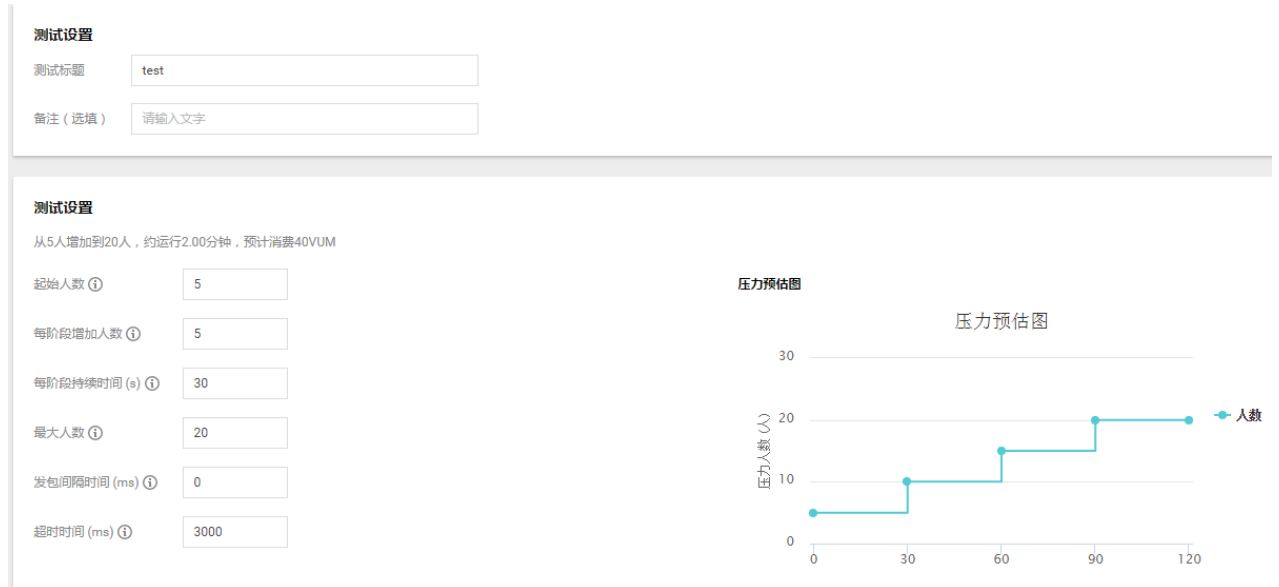 测试设置
测试标题 test
备注（选填） 请输入文字
测试设置
从5人增加到20人，约运行2.00分钟，预计消费40VUM
起始人数 5
每阶段增加人数 5
每阶段持续时间 (s) 30
最大人数 20
发包间隔时间 (ms) 0
超时时间 (ms) 3000
压力预估图
压力预估图
压力人数（人）
30
20
10
0
0 30 60 90 120
人数